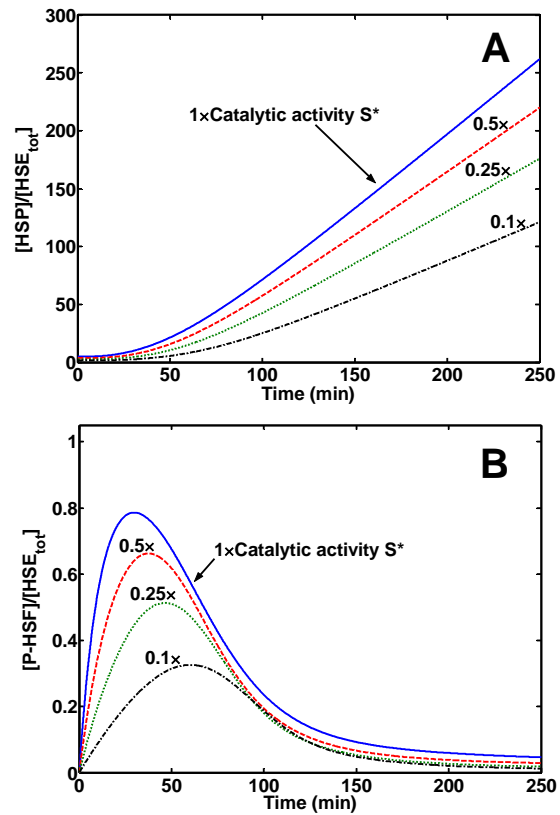 A
300
250
200
150
100
50
0
[HSP]/[HSE_tot]
1×Catalytic activity S*
0.5×
0.25×
0.1×
0 50 100 150 200 250
Time (min)
B
1
0.8
0.6
0.4
0.2
0
[P-HSF]/[HSE_tot]
1×Catalytic activity S*
0.5×
0.25×
0.1×
0 50 100 150 200 250
Time (min)